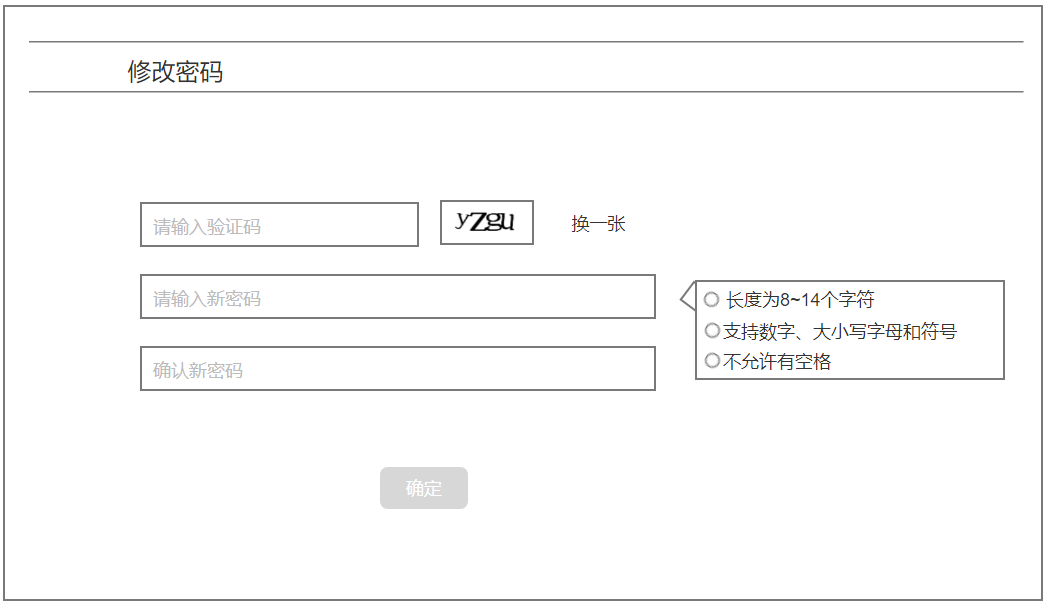 修改密码
请输入验证码 yzgu 换一张
请输入新密码
长度为8~14个字符
支持数字、大小写字母和符号
不允许有空格
确认新密码
确定